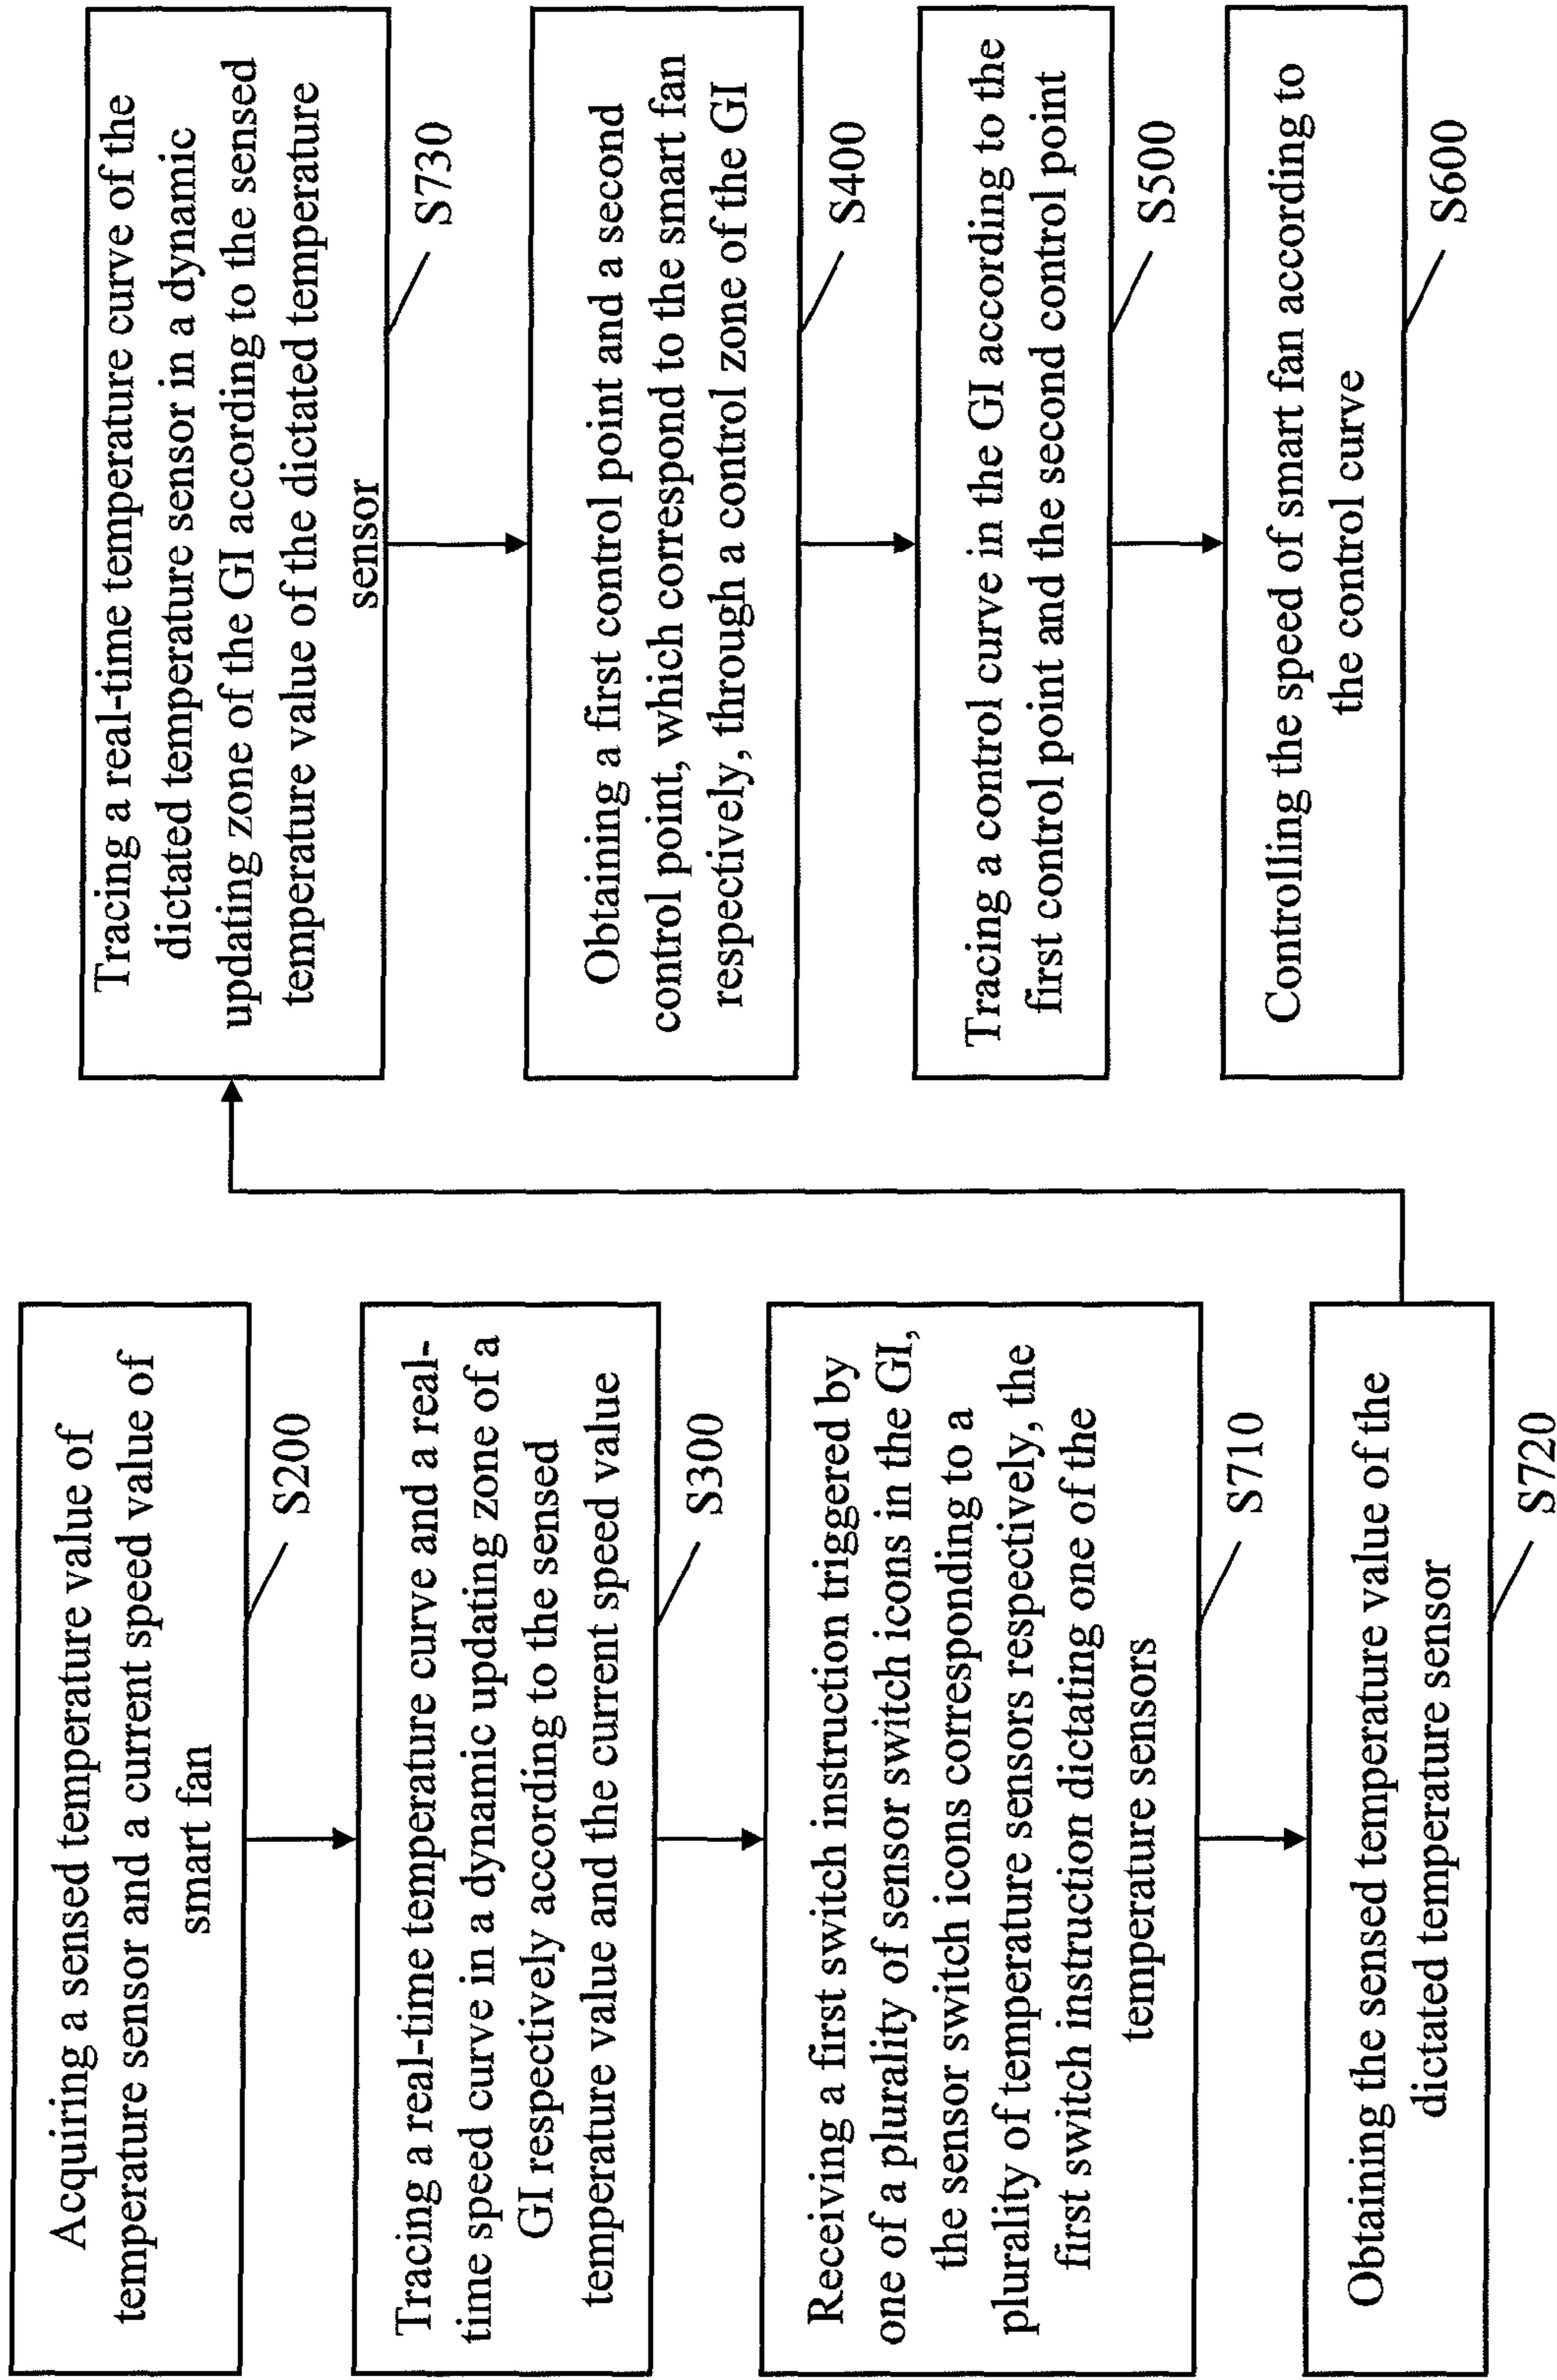 Acquiring a sensed temperature value of
temperature sensor and a current speed value of
smart fan
S200
Tracing a real-time temperature curve and a real-
time speed curve in a dynamic updating zone of a
GI respectively according to the sensed
temperature value and the current speed value
S300
Receiving a first switch instruction triggered by
one of a plurality of sensor switch icons in the GI,
the sensor switch icons corresponding to a
plurality of temperature sensors respectively, the
first switch instruction dictating one of the
temperature sensors
S710
Obtaining the sensed temperature value of the
dictated temperature sensor
S720
Tracing a real-time temperature curve of the
dictated temperature sensor in a dynamic
updating zone of the GI according to the sensed
temperature value of the dictated temperature
sensor
S730
Obtaining a first control point and a second
control point, which correspond to the smart fan
respectively, through a control zone of the GI
S400
Tracing a control curve in the GI according to the
first control point and the second control point
S500
Controlling the speed of smart fan according to
the control curve
S600